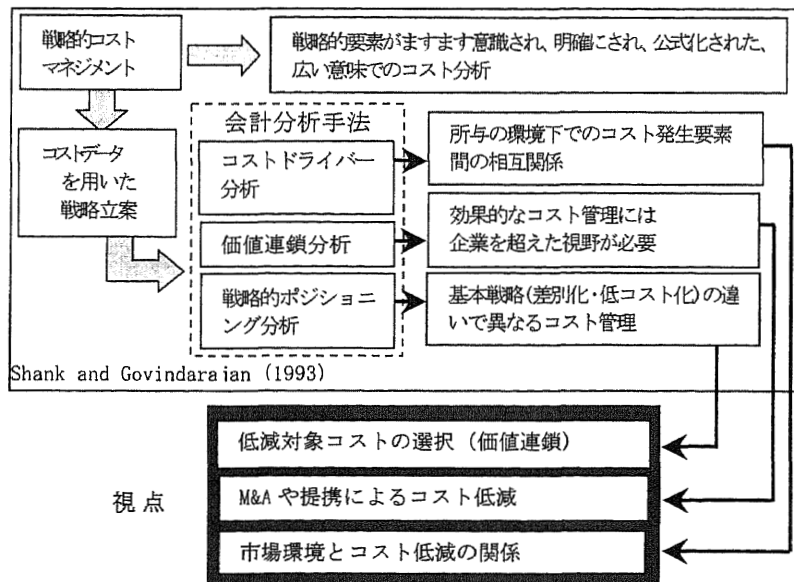 戦略的コスト
マネジメント
戦略的要素がますます意識され、明確にされ、公式化された、
広い意味でのコスト分析
コストデータ
を用いた
戦略立案
会計分析手法
コストドライバー
分析
所与の環境下でのコスト発生要素
間の相互関係
価値連鎖分析
効果的なコスト管理には
企業を超えた視野が必要
戦略的ポジショニ
ング分析
基本戦略(差別化・低コスト化)の違
いで異なるコスト管理
Shank and Govindaraian (1993)
視 点
低減対象コストの選択(価値連鎖)
M&Aや提携によるコスト低減
市場環境とコスト低減の関係